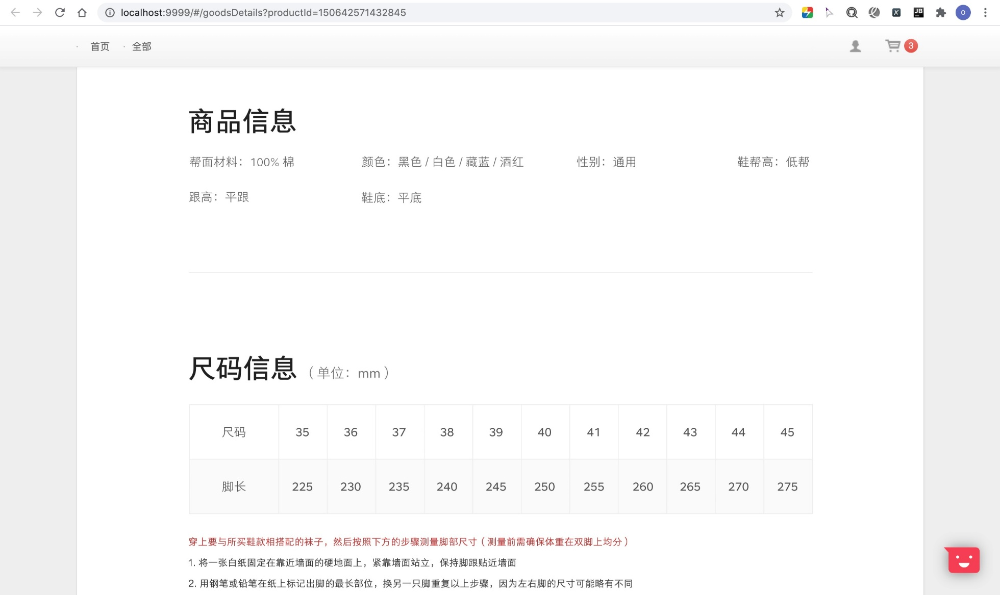 localhost:9999/#/goodsDetails?productId=150642571432845
JB
o
· 首页 · 全部
3
商品信息
帮面材料：100% 棉 颜色：黑色 / 白色 / 藏蓝 / 酒红 性别：通用 鞋帮高：低帮
跟高：平跟 鞋底：平底
尺码信息（单位：mm）
尺码 35 36 37 38 39 40 41 42 43 44 45
脚长 225 230 235 240 245 250 255 260 265 270 275
穿上要与所买鞋款相搭配的袜子，然后按照下方的步骤测量脚部尺寸（测量前需确保体重在双脚上均分）
1. 将一张白纸固定在靠近墙面的硬地面上，紧靠墙面站立，保持脚跟贴近墙面
2. 用钢笔或铅笔在纸上标记出脚的最长部位，换另一只脚重复以上步骤，因为左右脚的尺寸可能略有不同